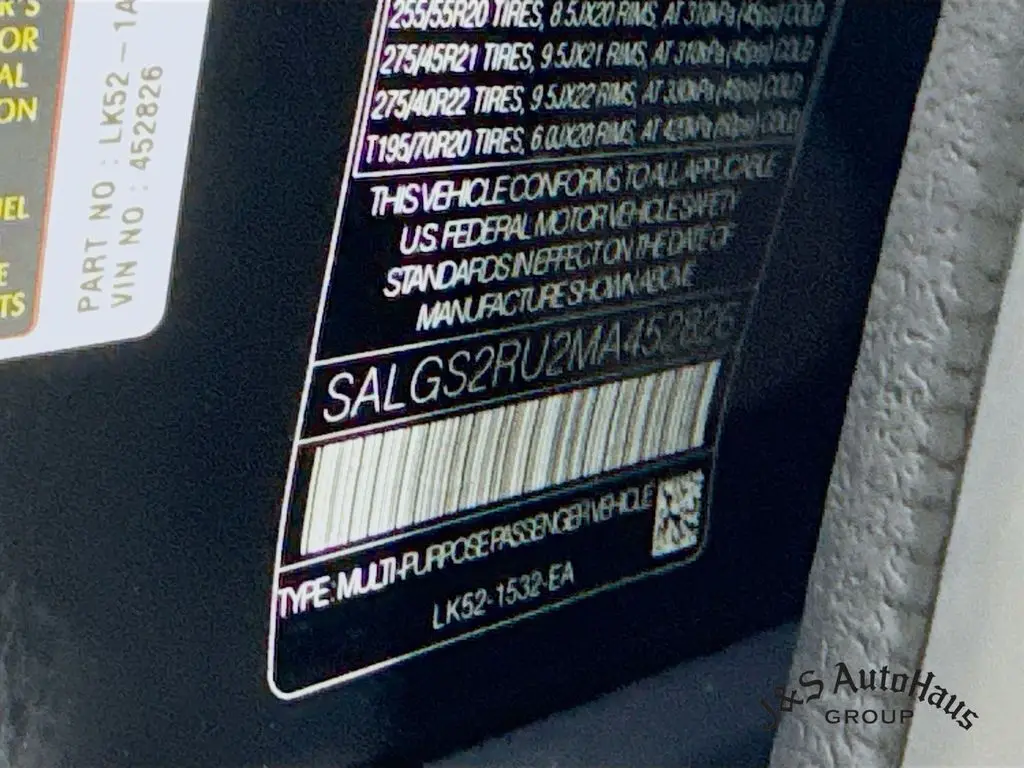 R'S
OR
AL
ON
UEL
E
TS
PART NO : LK52 – 1A
VIN NO : 452826
255/55R20 TIRES, 8.5JX20 RIMS, AT 310kPa (45psi) COLD
275/45R21 TIRES, 9.5JX21 RIMS, AT 310kPa (45psi) COLD
275/40R22 TIRES, 9.5JX22 RIMS, AT 330kPa COLD
T195/70R20 TIRES, 6.0JX20 RIMS, AT 420kPa COLD
THIS VEHICLE CONFORMS TO ALL APPLICABLE
U.S. FEDERAL MOTOR VEHICLE SAFETY
STANDARDS IN EFFECT ON THE DATE OF
MANUFACTURE SHOWN ABOVE
SALGS2RU2MA452826
TYPE: MULTI-PURPOSE PASSENGER VEHICLE
LK52-1532-EA
J&S AutoHaus
GROUP